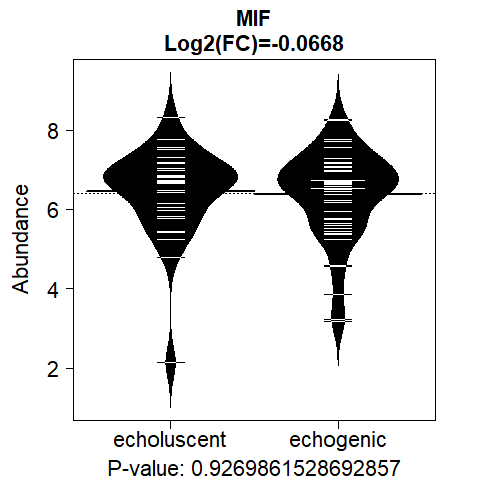 MIF
Log2(FC)=-0.0668
Abundance
8
6
4
2
echoluscent echogenic
P-value: 0.9269861528692857